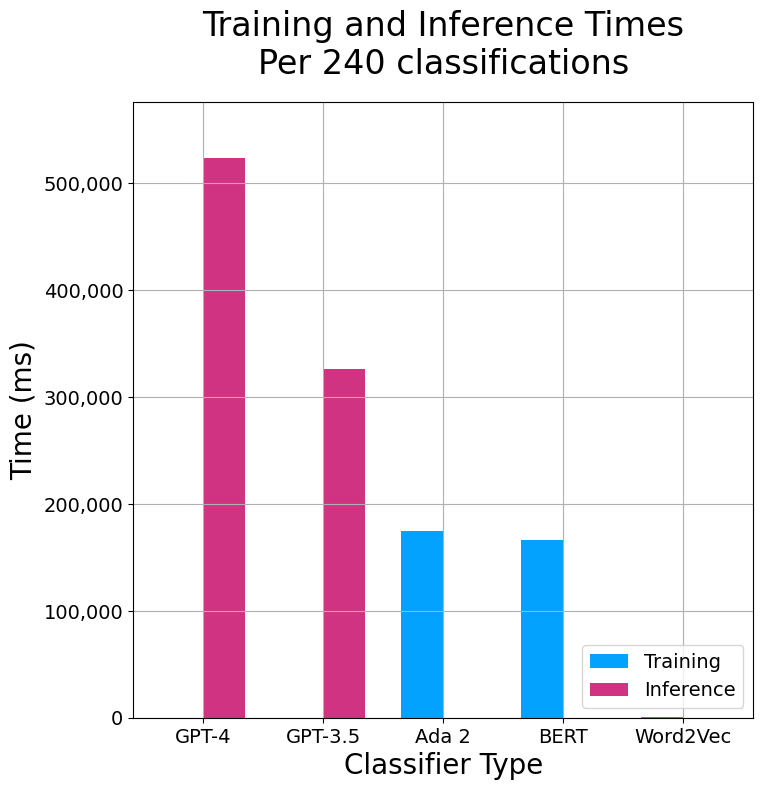 Training and Inference Times
Per 240 classifications
Time (ms)
500,000
400,000
300,000
200,000
100,000
0
Training
Inference
GPT-4
GPT-3.5
Ada 2
BERT
Word2Vec
Classifier Type